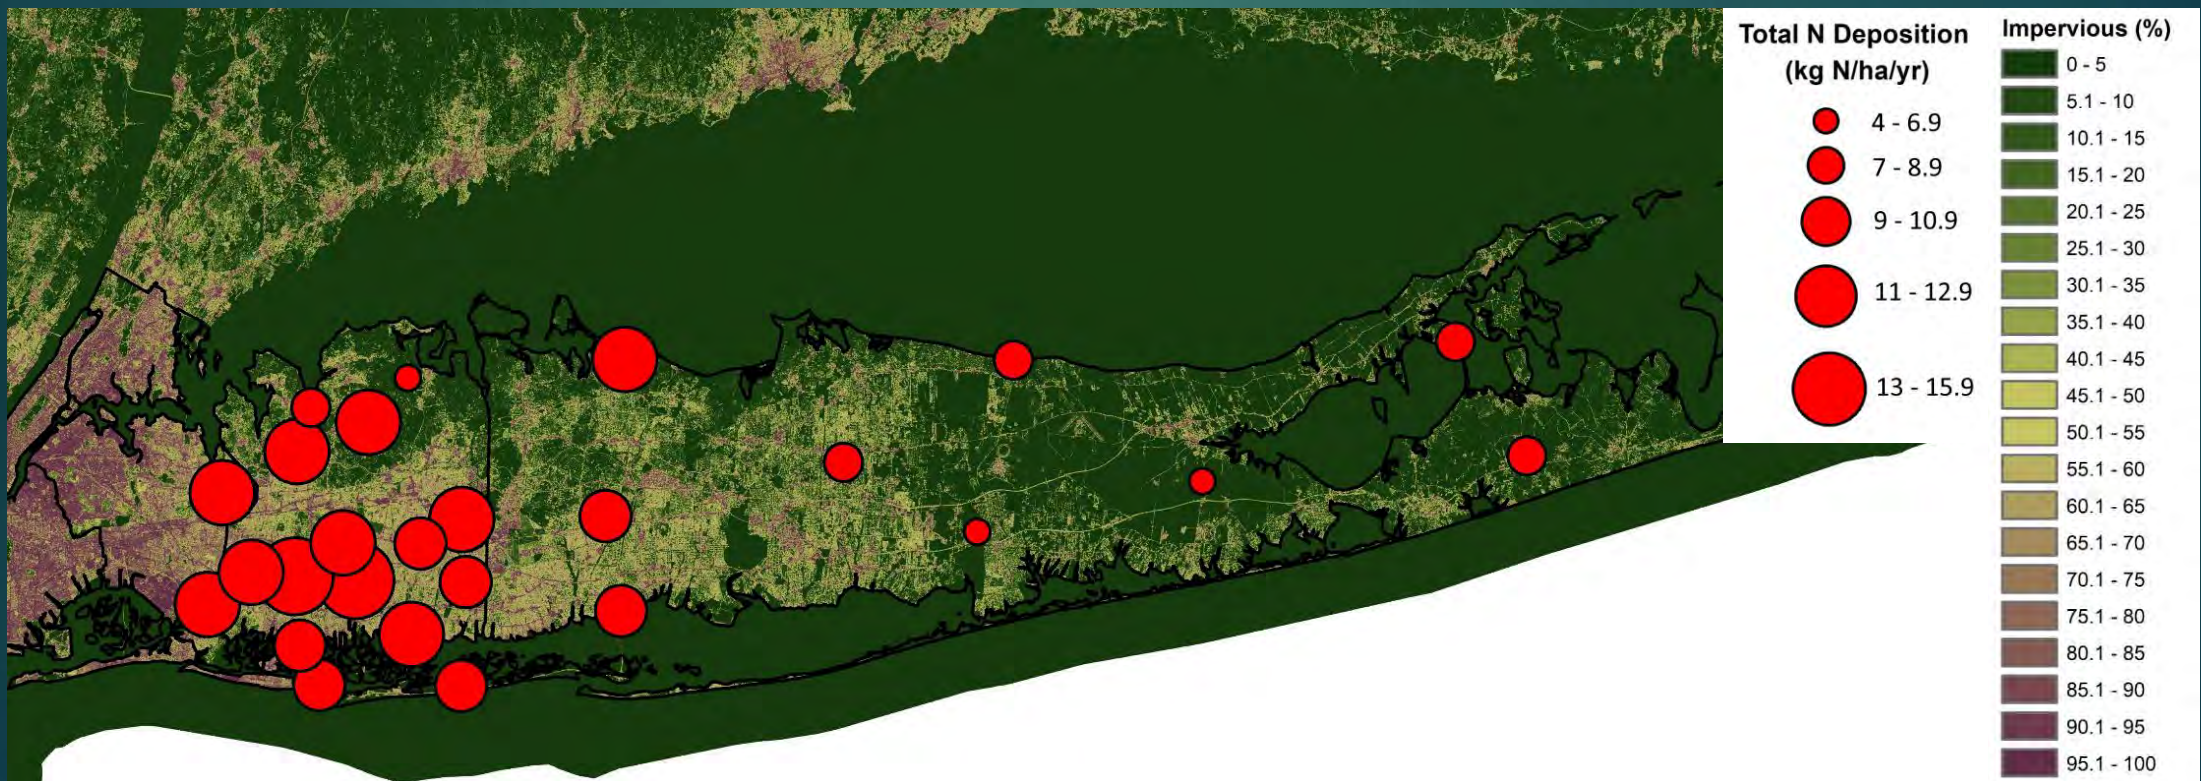 Total N Deposition
(kg N/ha/yr)
4 - 6.9
7 - 8.9
9 - 10.9
11 - 12.9
13 - 15.9
Impervious (%)
0 - 5
5.1 - 10
10.1 - 15
15.1 - 20
20.1 - 25
25.1 - 30
30.1 - 35
35.1 - 40
40.1 - 45
45.1 - 50
50.1 - 55
55.1 - 60
60.1 - 65
65.1 - 70
70.1 - 75
75.1 - 80
80.1 - 85
85.1 - 90
90.1 - 95
95.1 - 100